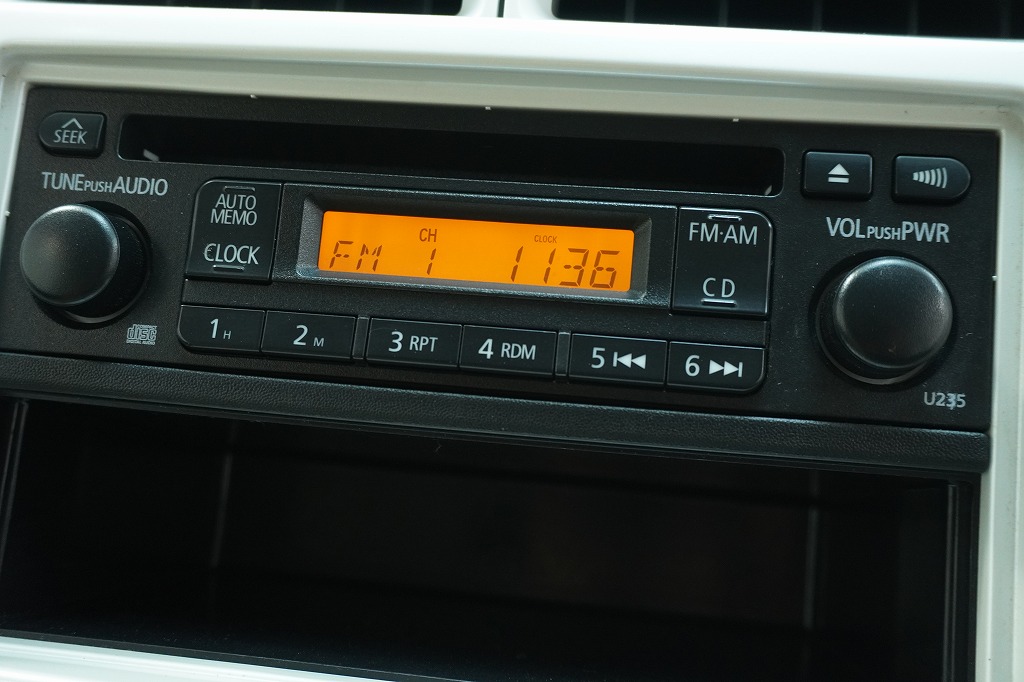 SEEK
TUNE PUSH AUDIO
AUTO
MEMO
CLOCK
CH
CLOCK
FM 1 1136
FM·AM
CD
VOL PUSH PWR
disc
1 H
2 M
3 RPT
4 RDM
5
6
U235